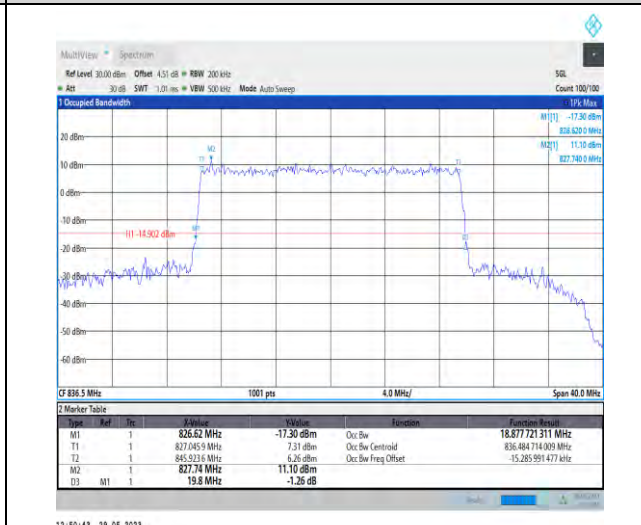 MultiView Spectrum
Ref Level 30.00 dBm Offset 4.51 dB RBW 200 kHz SGL
Att 30 dB SWT 1.01 ms VBW 500 kHz Mode Auto Sweep Count 100/100
1 Occupied Bandwidth 1Pk Max
M1[1] -17.30 dBm
826.620 0 MHz
M2[1] 11.10 dBm
827.740 0 MHz
20 dBm
M2
T1
10 dBm
0 dBm
-10 dBm
H1 -14.902 dBm
M1
-20 dBm
-30 dBm
-40 dBm
-50 dBm
-60 dBm
CF 836.5 MHz 1001 pts 4.0 MHz/ Span 40.0 MHz
2 Marker Table
Type Ref Trc X-Value Y-Value Function Function Result
M1 1 826.62 MHz -17.30 dBm Occ Bw 18.877 721 311 MHz
T1 1 827.045 9 MHz 7.31 dBm Occ Bw Centroid 836.484 714 009 MHz
T2 1 845.923 6 MHz 6.26 dBm Occ Bw Freq Offset -15.285 991 477 kHz
M2 1 827.74 MHz 11.10 dBm
D3 M1 1 19.8 MHz -1.26 dB